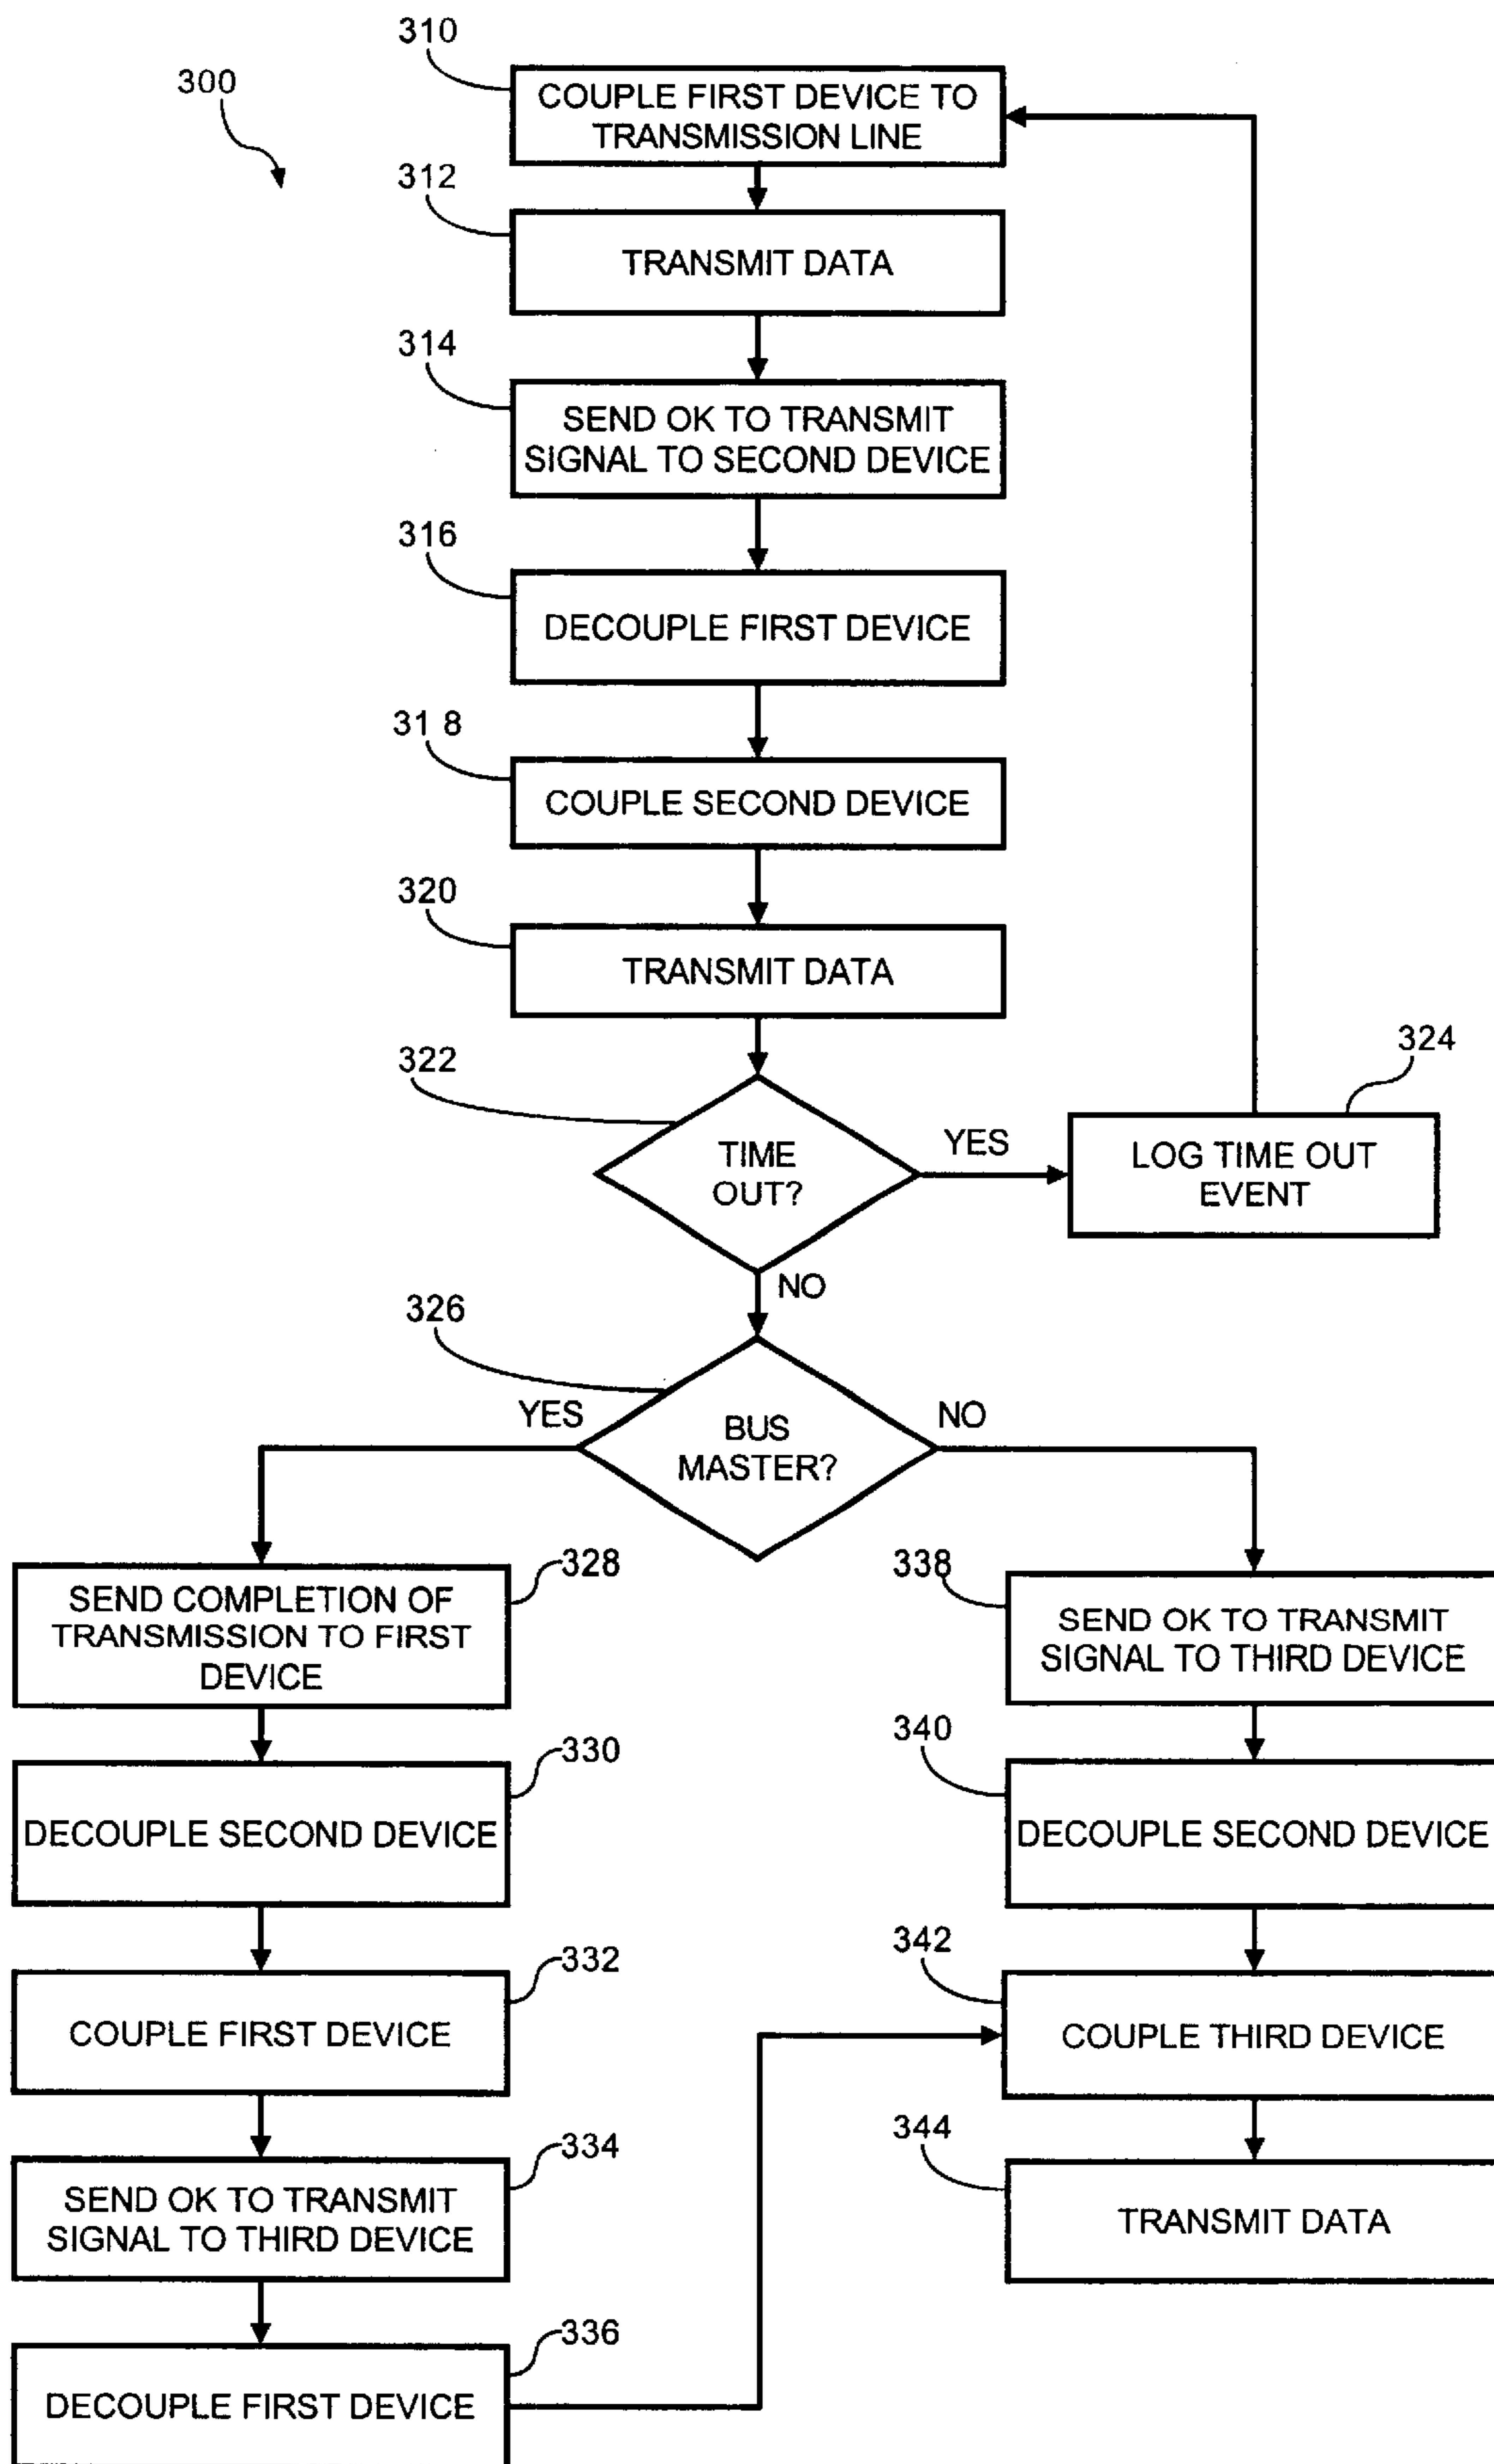 310
300
COUPLE FIRST DEVICE TO
TRANSMISSION LINE
312
TRANSMIT DATA
314
SEND OK TO TRANSMIT
SIGNAL TO SECOND DEVICE
316
DECOUPLE FIRST DEVICE
31 8
COUPLE SECOND DEVICE
320
TRANSMIT DATA
322
324
TIME
OUT?
YES
LOG TIME OUT
EVENT
NO
326
YES
NO
BUS
MASTER?
328
SEND COMPLETION OF
TRANSMISSION TO FIRST
DEVICE
338
SEND OK TO TRANSMIT
SIGNAL TO THIRD DEVICE
330
DECOUPLE SECOND DEVICE
340
DECOUPLE SECOND DEVICE
332
COUPLE FIRST DEVICE
342
COUPLE THIRD DEVICE
334
SEND OK TO TRANSMIT
SIGNAL TO THIRD DEVICE
344
TRANSMIT DATA
336
DECOUPLE FIRST DEVICE